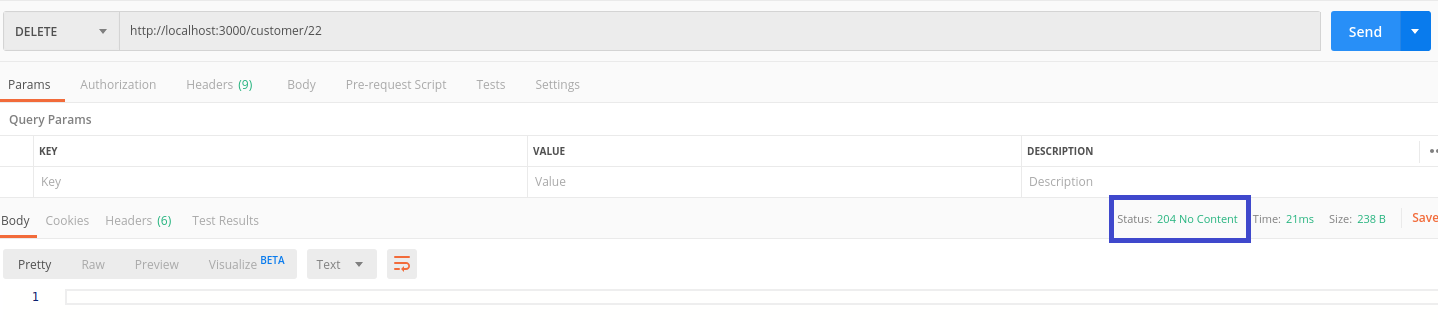 DELETE http://localhost:3000/customer/22 Send
Params Authorization Headers (9) Body Pre-request Script Tests Settings
Query Params
KEY VALUE DESCRIPTION
Key Value Description
Body Cookies Headers (6) Test Results Status: 204 No Content Time: 21ms Size: 238 B Save
Pretty Raw Preview Visualize BETA Text
1